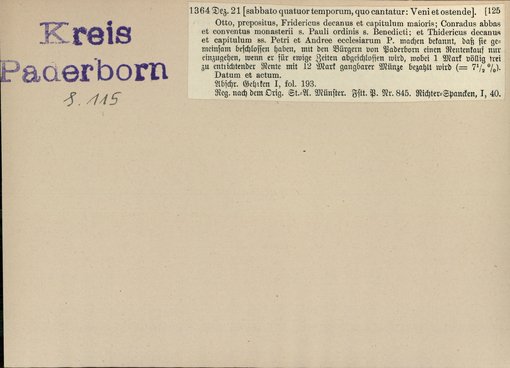 Kreis
Paderborn
S. 115
1364 Dez. 21 [sabbato quatuor temporum, quo cantatur: Veni et ostende]. [125
Otto, prepositus, Fridericus decanus et capitulum maioris; Conradus abbas
et conventus monasterii s. Pauli ordinis s. Benedicti; et Thidericus decanus
et capitulum ss. Petri et Andree ecclesiarum P. machen bekannt, daß sie ge-
meinsam beschlossen haben, mit den Bürgern von Paderborn einen Rentenkauf nur
einzugehen, wenn er für ewige Zeiten abgeschlossen wird, wobei 1 Mark völlig frei
zu entrichtender Rente mit 12 Mark gangbarer Münze bezahlt wird (= 7½ %).
Datum et actum.
Abschr. Gehrken I, fol. 193.
Reg. nach dem Orig. St.-A. Münster. Fstt. P. Nr. 845. Richter-Spancken, I, 40.